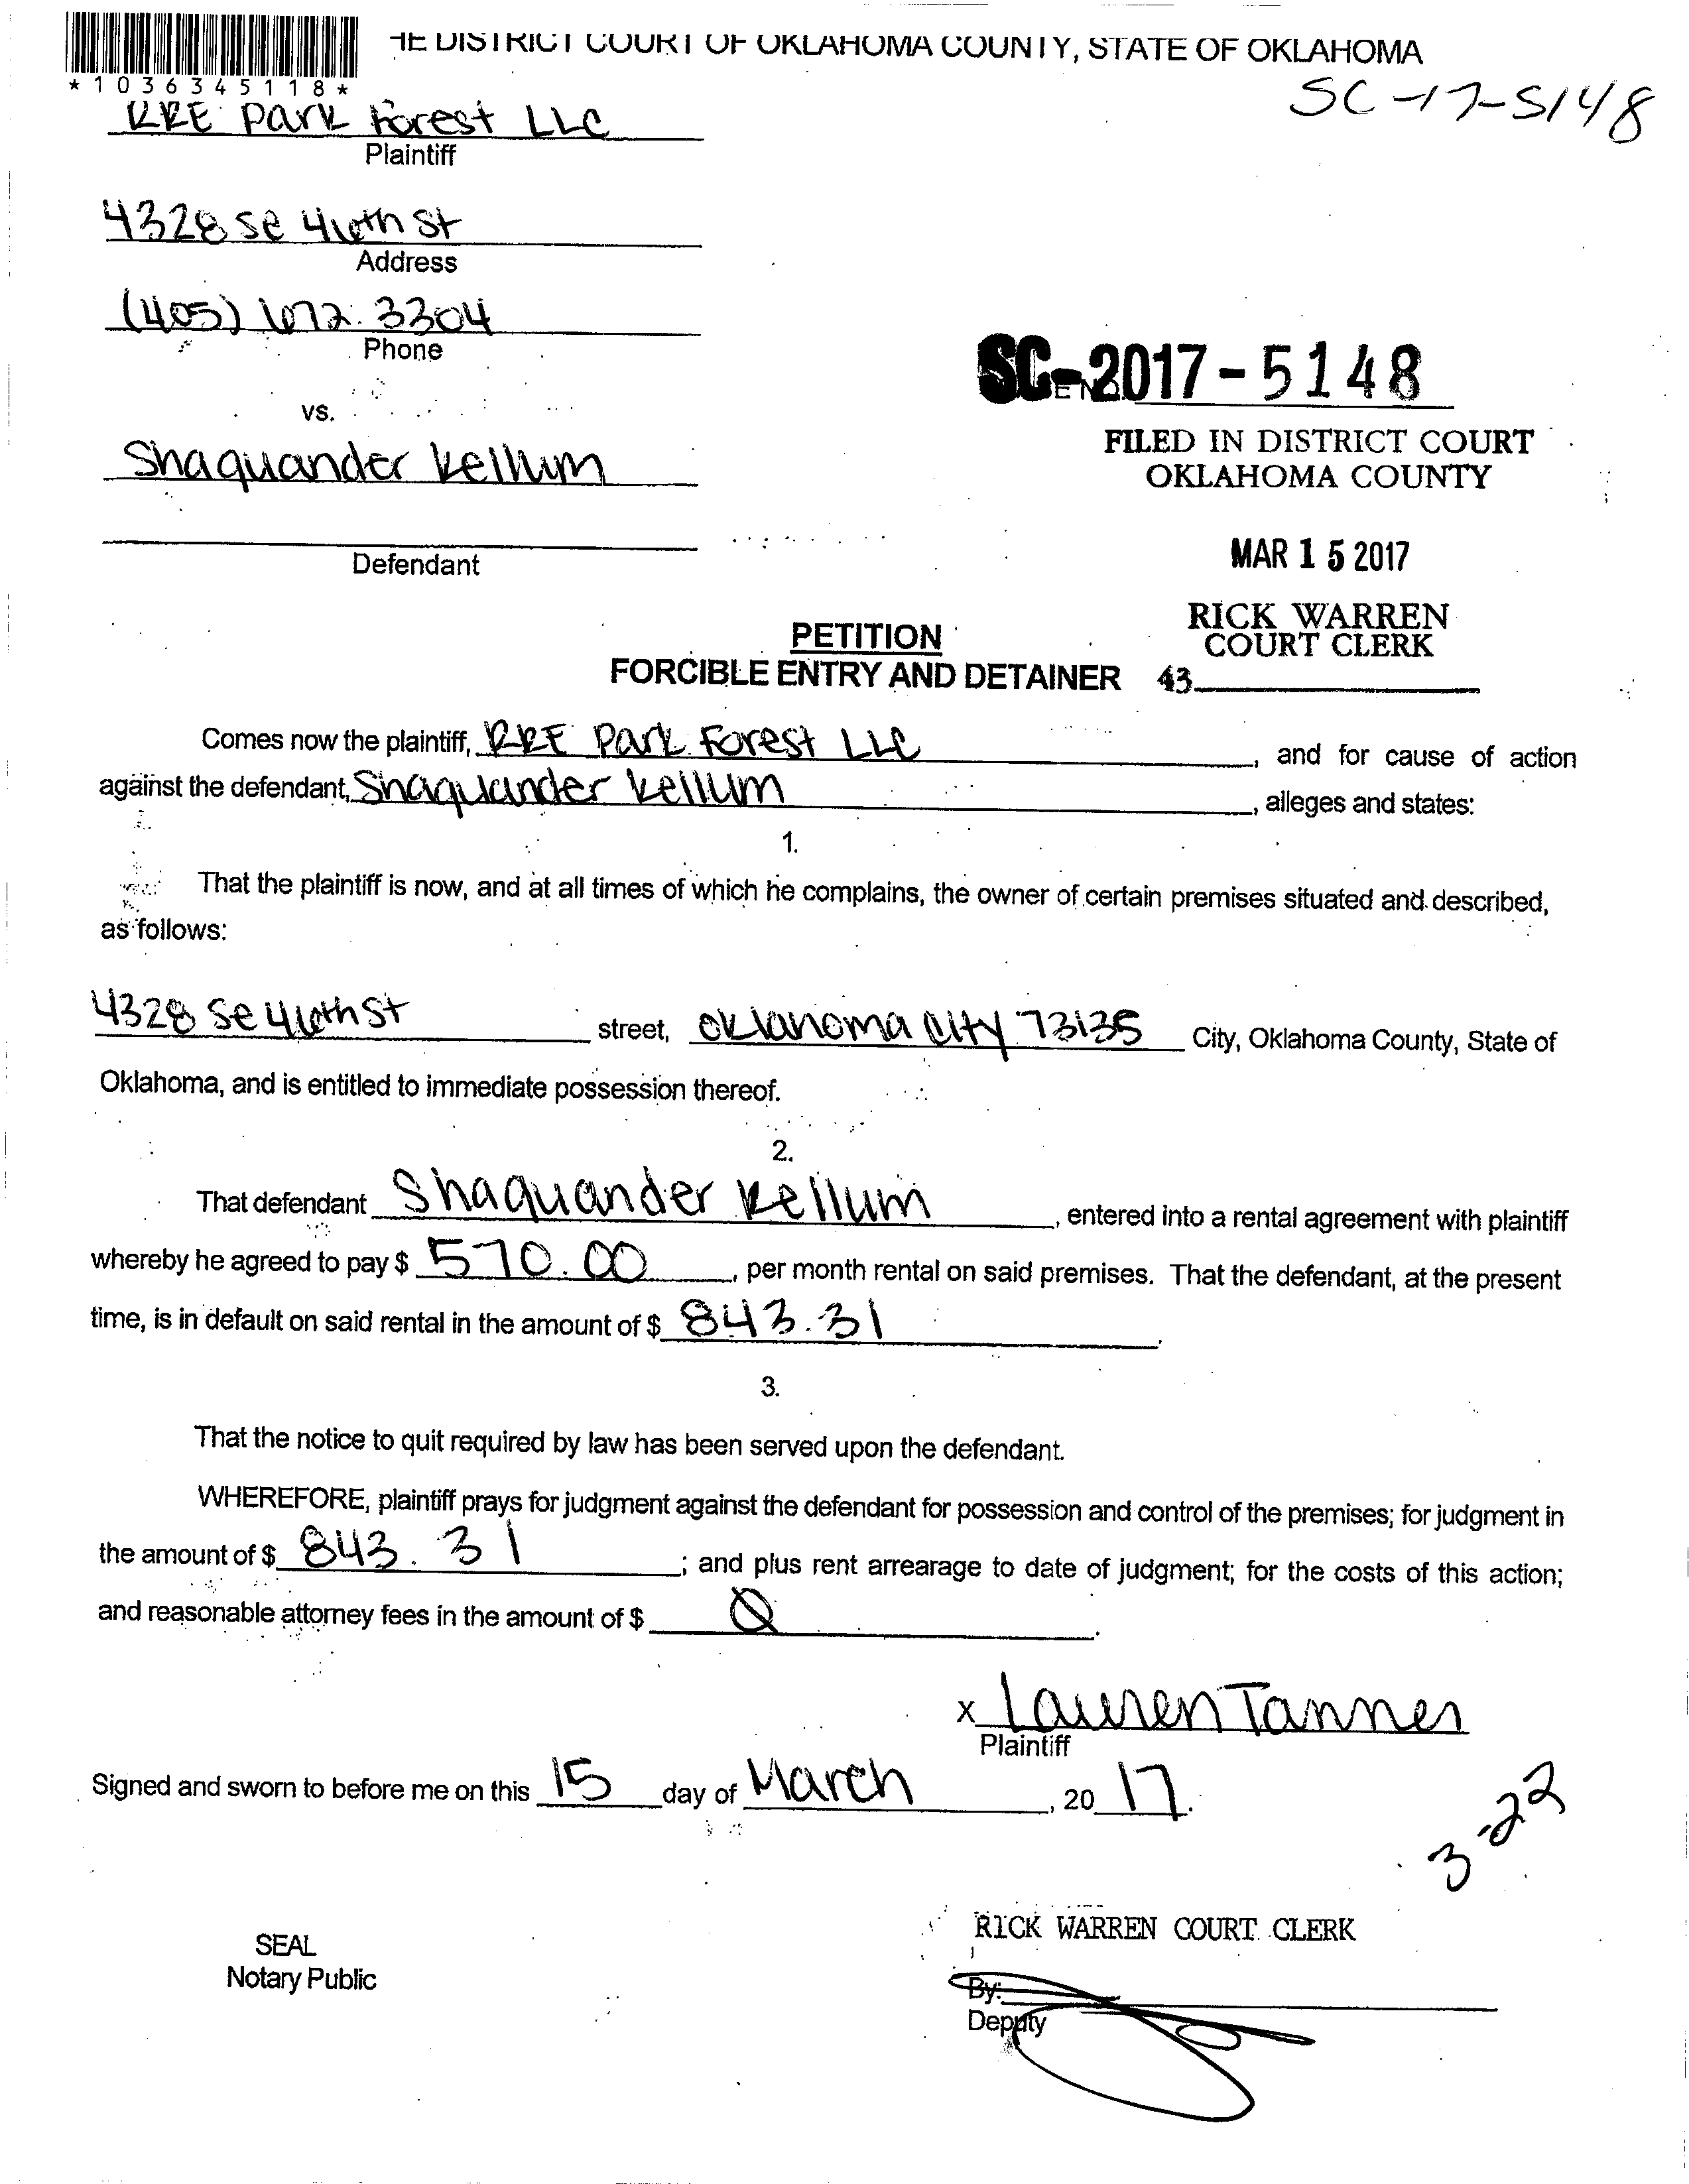 HE DISTRICT COURT OF OKLAHOMA COUNTY, STATE OF OKLAHOMA
*1036345118*
SC-17-5148
RRE Park Forest LLC
Plaintiff
4328 Se 46th St
Address
(405) 672.3304
Phone
SC-2017-5148
vs.
FILED IN DISTRICT COURT
OKLAHOMA COUNTY
Shaquander Kellum
MAR 15 2017
Defendant
RICK WARREN
COURT CLERK
43
PETITION
FORCIBLE ENTRY AND DETAINER
Comes now the plaintiff, RRE Park Forest LLC, and for cause of action
against the defendant, Shaquander Kellum, alleges and states:
1.
That the plaintiff is now, and at all times of which he complains, the owner of certain premises situated and described,
as follows:
4328 Se 46th St street, Oklahoma City 73135 City, Oklahoma County, State of
Oklahoma, and is entitled to immediate possession thereof.
2.
That defendant Shaquander Kellum, entered into a rental agreement with plaintiff
whereby he agreed to pay $ 570.00, per month rental on said premises. That the defendant, at the present
time, is in default on said rental in the amount of $ 843.31.
3.
That the notice to quit required by law has been served upon the defendant.
WHEREFORE, plaintiff prays for judgment against the defendant for possession and control of the premises; for judgment in
the amount of $ 843.31; and plus rent arrearage to date of judgment; for the costs of this action;
and reasonable attorney fees in the amount of $ 0.
x Lauren Tanner
Plaintiff
Signed and sworn to before me on this 15 day of March, 20 17.
3-22
RICK WARREN COURT CLERK
SEAL
Notary Public
By:
Deputy